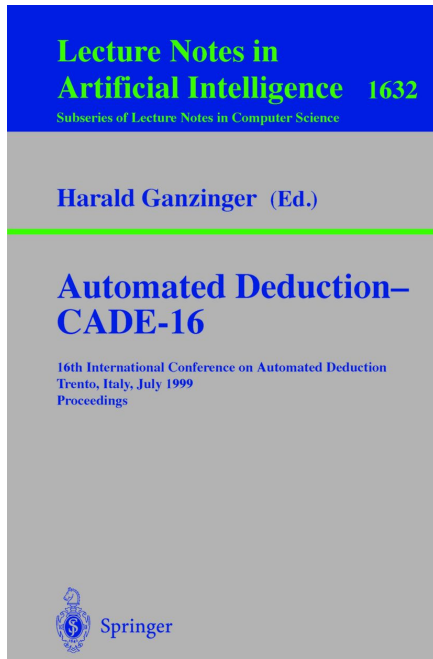 Lecture Notes in
Artificial Intelligence 1632
Subseries of Lecture Notes in Computer Science
Harald Ganzinger (Ed.)
Automated Deduction–
CADE-16
16th International Conference on Automated Deduction
Trento, Italy, July 1999
Proceedings
Springer